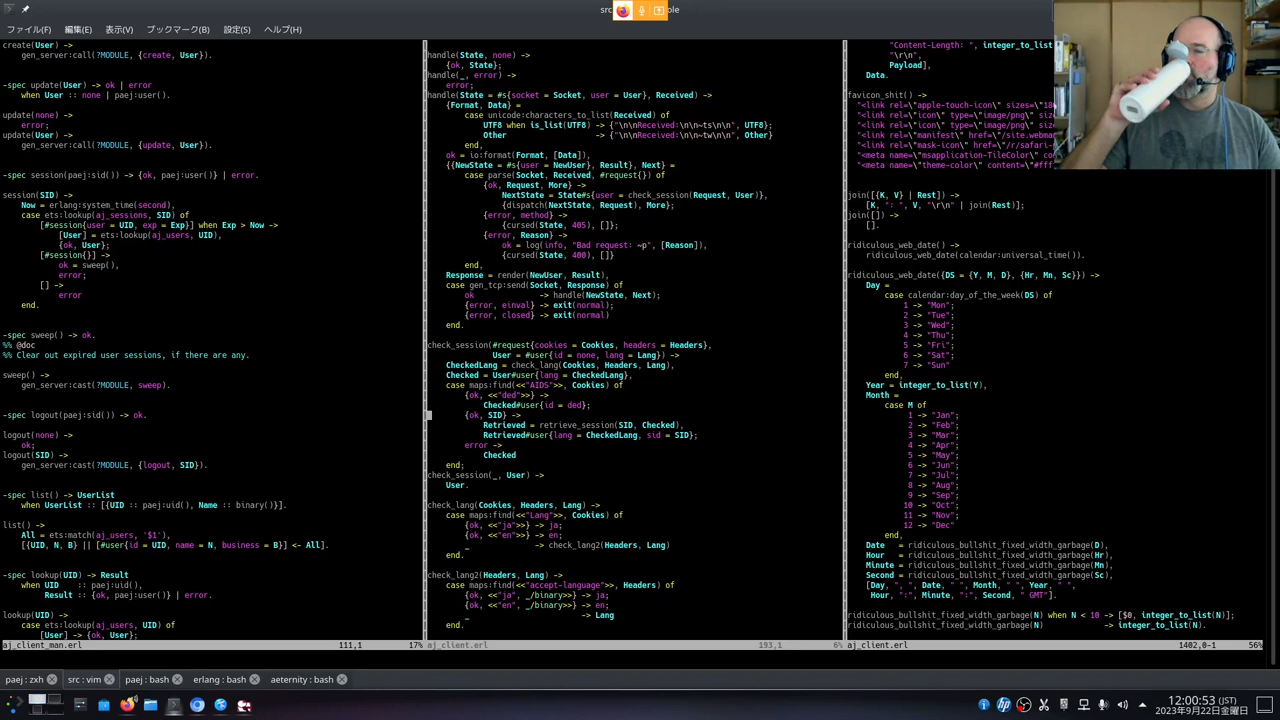 src
ole
ファイル(F)
編集(E)
表示(V)
ブックマーク(B)
設定(S)
ヘルプ(H)
create(User) ->
gen_server:call(?MODULE, {create, User}).
-spec update(User) -> ok | error
when User :: none | paej:user().
update(none) ->
error;
update(User) ->
gen_server:call(?MODULE, {update, User}).
-spec session(paej:sid()) -> {ok, paej:user()} | error.
session(SID) ->
Now = erlang:system_time(second),
case ets:lookup(aj_sessions, SID) of
[#session{user = UID, exp = Exp}] when Exp > Now ->
[User] = ets:lookup(aj_users, UID),
{ok, User};
[#session{}] ->
ok = sweep(),
error;
[] ->
error
end.
-spec sweep() -> ok.
%% @doc
%% Clear out expired user sessions, if there are any.
sweep() ->
gen_server:cast(?MODULE, sweep).
-spec logout(paej:sid()) -> ok.
logout(none) ->
ok;
logout(SID) ->
gen_server:cast(?MODULE, {logout, SID}).
-spec list() -> UserList
when UserList :: [{UID :: paej:uid(), Name :: binary()}].
list() ->
All = ets:match(aj_users, '$1'),
[{UID, N, B} || [#user{id = UID, name = N, business = B}] <- All].
-spec lookup(UID) -> Result
when UID    :: paej:uid(),
Result :: {ok, paej:user()} | error.
lookup(UID) ->
case ets:lookup(aj_users, UID) of
[User] -> {ok, User};
aj_client_man.erl 111,1 17%
handle(State, none) ->
{ok, State};
handle(_, error) ->
error;
handle(State = #s{socket = Socket, user = User}, Received) ->
{Format, Data} =
case unicode:characters_to_list(Received) of
UTF8 when is_list(UTF8) -> {"\n\nReceived:\n\n~ts\n\n", UTF8};
Other                   -> {"\n\nReceived:\n\n~tw\n\n", Other}
end,
ok = io:format(Format, [Data]),
{{NewState = #s{user = NewUser}, Result}, Next} =
case parse(Socket, Received, #request{}) of
{ok, Request, More} ->
NextState = State#s{user = check_session(Request, User)},
{dispatch(NextState, Request), More};
{error, method} ->
{cursed(State, 405), []};
{error, Reason} ->
ok = log(info, "Bad request: ~p", [Reason]),
{cursed(State, 400), []}
end,
Response = render(NewUser, Result),
case gen_tcp:send(Socket, Response) of
ok              -> handle(NewState, Next);
{error, einval} -> exit(normal);
{error, closed} -> exit(normal)
end.
check_session(#request{cookies = Cookies, headers = Headers},
User = #user{id = none, lang = Lang}) ->
CheckedLang = check_lang(Cookies, Headers, Lang),
Checked = User#user{lang = CheckedLang},
case maps:find(<<"AIDS">>, Cookies) of
{ok, <<"ded">>} ->
Checked#user{id = ded};
{ok, SID} ->
Retrieved = retrieve_session(SID, Checked),
Retrieved#user{lang = CheckedLang, sid = SID};
error ->
Checked
end;
check_session(_, User) ->
User.
check_lang(Cookies, Headers, Lang) ->
case maps:find(<<"Lang">>, Cookies) of
{ok, <<"ja">>} -> ja;
{ok, <<"en">>} -> en;
_              -> check_lang2(Headers, Lang)
end.
check_lang2(Headers, Lang) ->
case maps:find(<<"accept-language">>, Headers) of
{ok, <<"ja", _/binary>>} -> ja;
{ok, <<"en", _/binary>>} -> en;
_                        -> Lang
end.
aj_client.erl 193,1 6%
"Content-Length: ", integer_to_list
"\r\n",
Payload],
Data.
favicon_shit() ->
"<link rel=\"apple-touch-icon\" sizes=\"18
"<link rel=\"icon\" type=\"image/png\" siz
"<link rel=\"icon\" type=\"image/png\" siz
"<link rel=\"manifest\" href=\"/site.webma
"<link rel=\"mask-icon\" href=\"/r/safari-
"<meta name=\"msapplication-TileColor\" co
"<meta name=\"theme-color\" content=\"#fff
join([{K, V} | Rest]) ->
[K, ": ", V, "\r\n" | join(Rest)];
join([]) ->
[].
ridiculous_web_date() ->
ridiculous_web_date(calendar:universal_time()).
ridiculous_web_date({DS = {Y, M, D}, {Hr, Mn, Sc}}) ->
Day =
case calendar:day_of_the_week(DS) of
1 -> "Mon";
2 -> "Tue";
3 -> "Wed";
4 -> "Thu";
5 -> "Fri";
6 -> "Sat";
7 -> "Sun"
end,
Year = integer_to_list(Y),
Month =
case M of
1 -> "Jan";
2 -> "Feb";
3 -> "Mar";
4 -> "Apr";
5 -> "May";
6 -> "Jun";
7 -> "Jul";
8 -> "Aug";
9 -> "Sep";
10 -> "Oct";
11 -> "Nov";
12 -> "Dec"
end,
Date   = ridiculous_bullshit_fixed_width_garbage(D),
Hour   = ridiculous_bullshit_fixed_width_garbage(Hr),
Minute = ridiculous_bullshit_fixed_width_garbage(Mn),
Second = ridiculous_bullshit_fixed_width_garbage(Sc),
[Day, ", ", Date, " ", Month, " ", Year, " ",
Hour, ":", Minute, ":", Second, " GMT"].
ridiculous_bullshit_fixed_width_garbage(N) when N < 10 -> [$0, integer_to_list(N)];
ridiculous_bullshit_fixed_width_garbage(N)             -> integer_to_list(N).
aj_client.erl 1402,0-1 56%
paej : zxh
src : vim
paej : bash
erlang : bash
aeternity : bash
12:00:53 (JST)
2023年9月22日金曜日